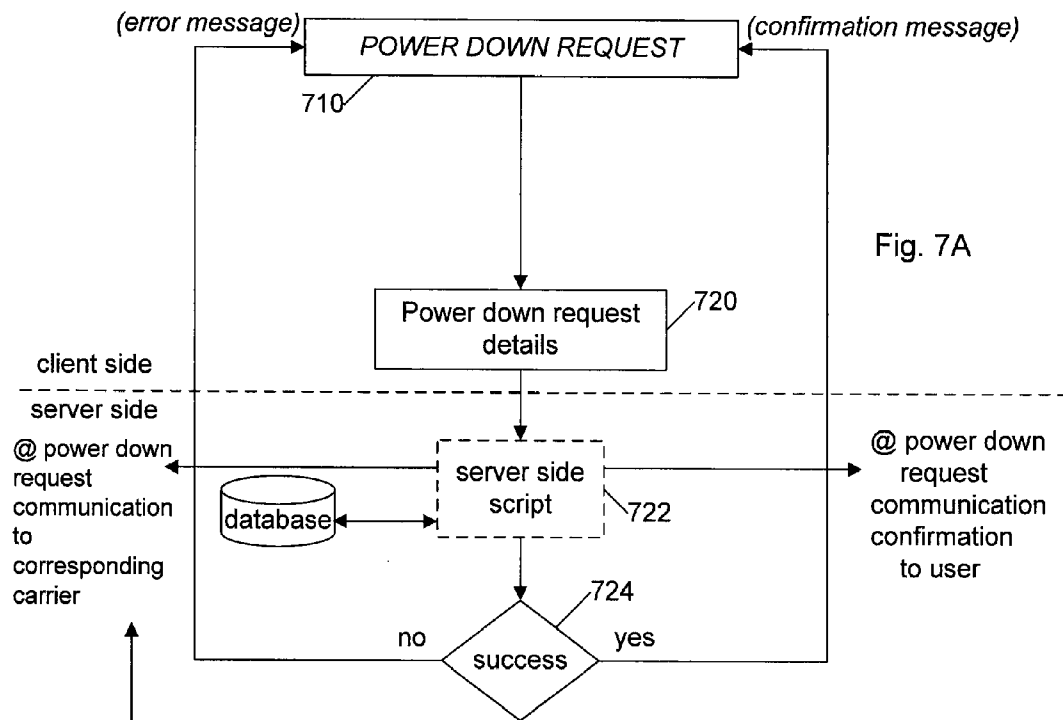 (error message)
POWER DOWN REQUEST
(confirmation message)
710
Fig. 7A
Power down request
details
720
client side
server side
@ power down
request
communication
to
corresponding
carrier
database
server side
script
722
@ power down
request
communication
confirmation
to user
724
no
success
yes